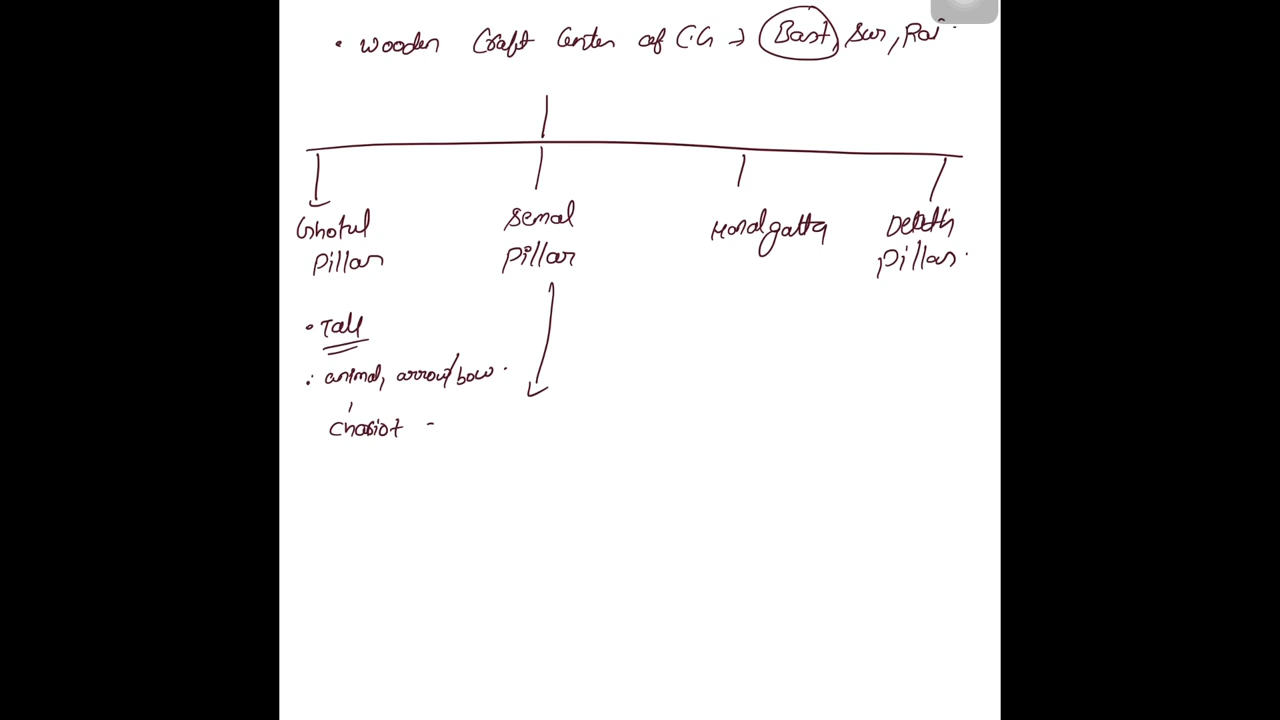 • Wooden Craft Center of C.G → Bast, Sur, Rai
Ghotul Pillar
Semal Pillar
Mondgatta
Death Pillar.
• Tall
: animal, arrow/bow.
Chariot -